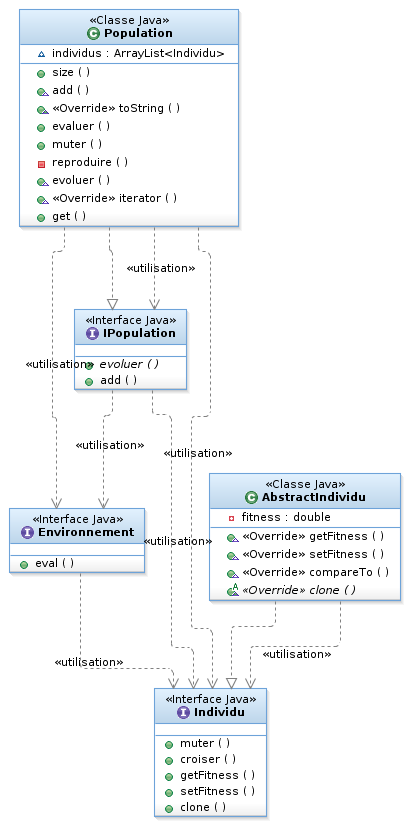 «Classe Java»
Population
individus : ArrayList<Individu>
size ( )
add ( )
«Override» toString ( )
evaluer ( )
muter ( )
reproduire ( )
evoluer ( )
«Override» iterator ( )
get ( )
«utilisation»
«Interface Java»
IPopulation
evoluer ( )
add ( )
«utilisation»
«utilisation»
«utilisation»
«Classe Java»
AbstractIndividu
fitness : double
«Override» getFitness ( )
«Override» setFitness ( )
«Override» compareTo ( )
«Override» clone ( )
«Interface Java»
Environnement
eval ( )
«utilisation»
«utilisation»
«utilisation»
«Interface Java»
Individu
muter ( )
croiser ( )
getFitness ( )
setFitness ( )
clone ( )